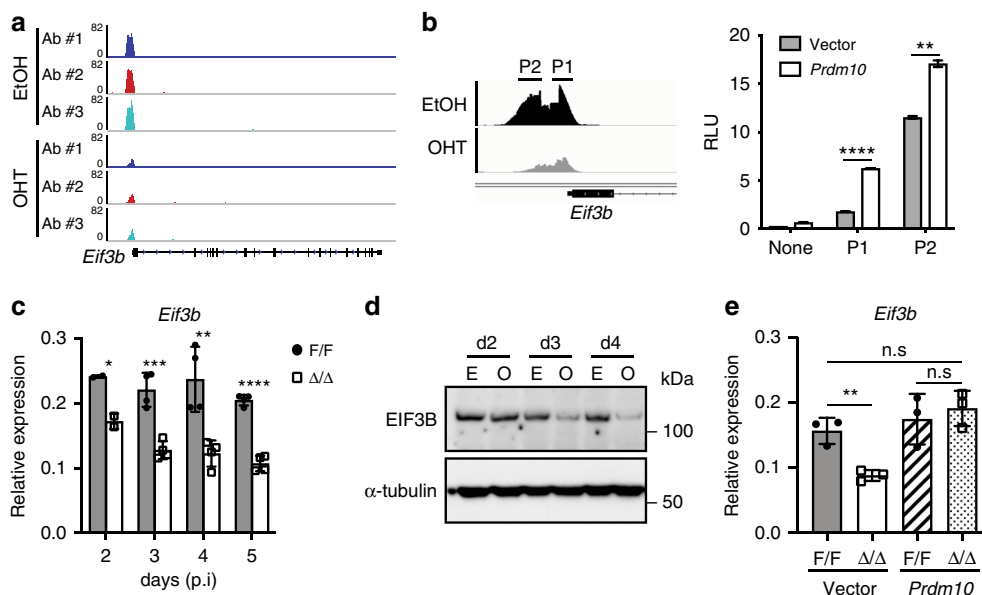 a
EtOH
Ab #1
82
0
Ab #2
82
0
Ab #3
82
0
OHT
Ab #1
82
0
Ab #2
82
0
Ab #3
82
0
Eif3b
b
P2 P1
EtOH
OHT
Eif3b
RLU
20
15
10
5
0
Vector
Prdm10
****
**
None P1 P2
c
Eif3b
Relative expression
0.3
0.2
0.1
0.0
*
***
**
****
F/F
Δ/Δ
2 3 4 5
days (p.i)
d
d2 d3 d4
E O E O E O
kDa
EIF3B
100
α-tubulin
50
e
Eif3b
Relative expression
0.3
0.2
0.1
0.0
n.s
n.s
**
F/F Δ/Δ F/F Δ/Δ
Vector Prdm10